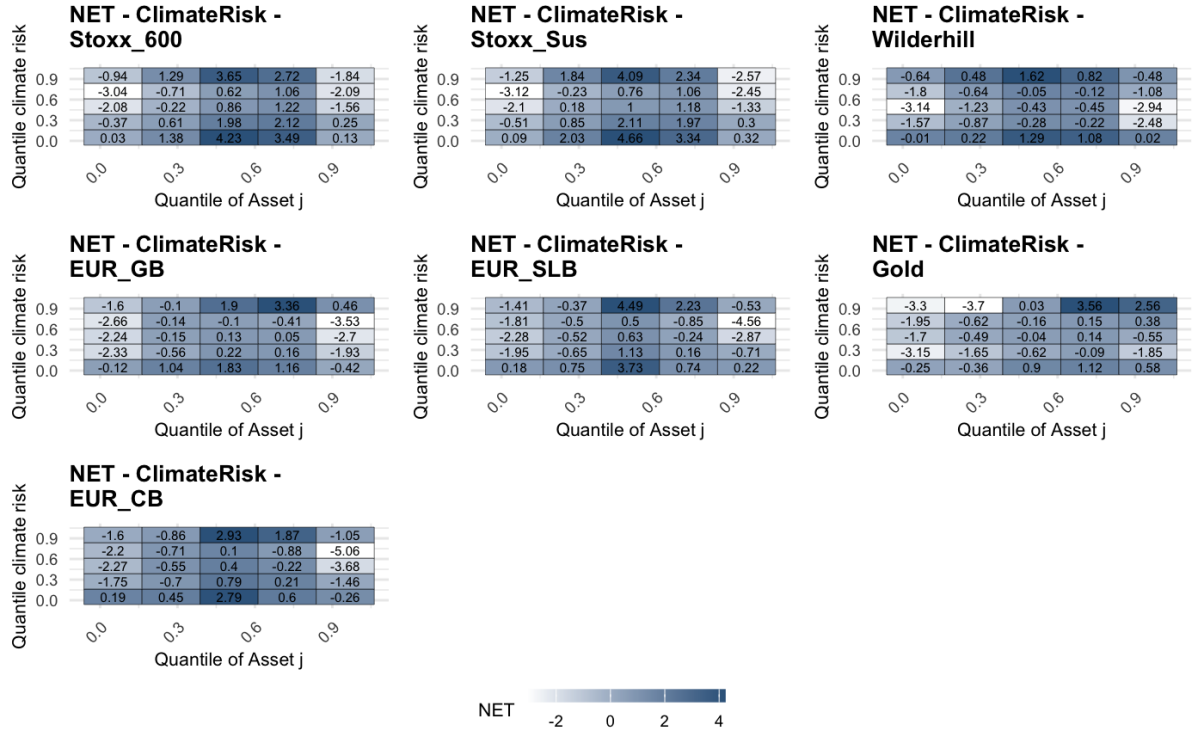 NET - ClimateRisk -
Stoxx_600
Quantile climate risk
0.9
0.6
0.3
0.0
-0.94 1.29 3.65 2.72 -1.84
-3.04 -0.71 0.62 1.06 -2.09
-2.08 -0.22 0.86 1.22 -1.56
-0.37 0.61 1.98 2.12 0.25
0.03 1.38 4.23 3.49 0.13
0.0 0.3 0.6 0.9
Quantile of Asset j
NET - ClimateRisk -
Stoxx_Sus
Quantile climate risk
0.9
0.6
0.3
0.0
-1.25 1.84 4.09 2.34 -2.57
-3.12 -0.23 0.76 1.06 -2.45
-2.1 0.18 1 1.18 -1.33
-0.51 0.85 2.11 1.97 0.3
0.09 2.03 4.66 3.34 0.32
0.0 0.3 0.6 0.9
Quantile of Asset j
NET - ClimateRisk -
Wilderhill
Quantile climate risk
0.9
0.6
0.3
0.0
-0.64 0.48 1.62 0.82 -0.48
-1.8 -0.64 -0.05 -0.12 -1.08
-3.14 -1.23 -0.43 -0.45 -2.94
-1.57 -0.87 -0.28 -0.22 -2.48
-0.01 0.22 1.29 1.08 0.02
0.0 0.3 0.6 0.9
Quantile of Asset j
NET - ClimateRisk -
EUR_GB
Quantile climate risk
0.9
0.6
0.3
0.0
-1.6 -0.1 1.9 3.36 0.46
-2.66 -0.14 -0.1 -0.41 -3.53
-2.24 -0.15 0.13 0.05 -2.7
-2.33 -0.56 0.22 0.16 -1.93
-0.12 1.04 1.83 1.16 -0.42
0.0 0.3 0.6 0.9
Quantile of Asset j
NET - ClimateRisk -
EUR_SLB
Quantile climate risk
0.9
0.6
0.3
0.0
-1.41 -0.37 4.49 2.23 -0.53
-1.81 -0.5 0.5 -0.85 -4.56
-2.28 -0.52 0.63 -0.24 -2.87
-1.95 -0.65 1.13 0.16 -0.71
0.18 0.75 3.73 0.74 0.22
0.0 0.3 0.6 0.9
Quantile of Asset j
NET - ClimateRisk -
Gold
Quantile climate risk
0.9
0.6
0.3
0.0
-3.3 -3.7 0.03 3.56 2.56
-1.95 -0.62 -0.16 0.15 0.38
-1.7 -0.49 -0.04 0.14 -0.55
-3.15 -1.65 -0.62 -0.09 -1.85
-0.25 -0.36 0.9 1.12 0.58
0.0 0.3 0.6 0.9
Quantile of Asset j
NET - ClimateRisk -
EUR_CB
Quantile climate risk
0.9
0.6
0.3
0.0
-1.6 -0.86 2.93 1.87 -1.05
-2.2 -0.71 0.1 -0.88 -5.06
-2.27 -0.55 0.4 -0.22 -3.68
-1.75 -0.7 0.79 0.21 -1.46
0.19 0.45 2.79 0.6 -0.26
0.0 0.3 0.6 0.9
Quantile of Asset j
NET
-2 0 2 4